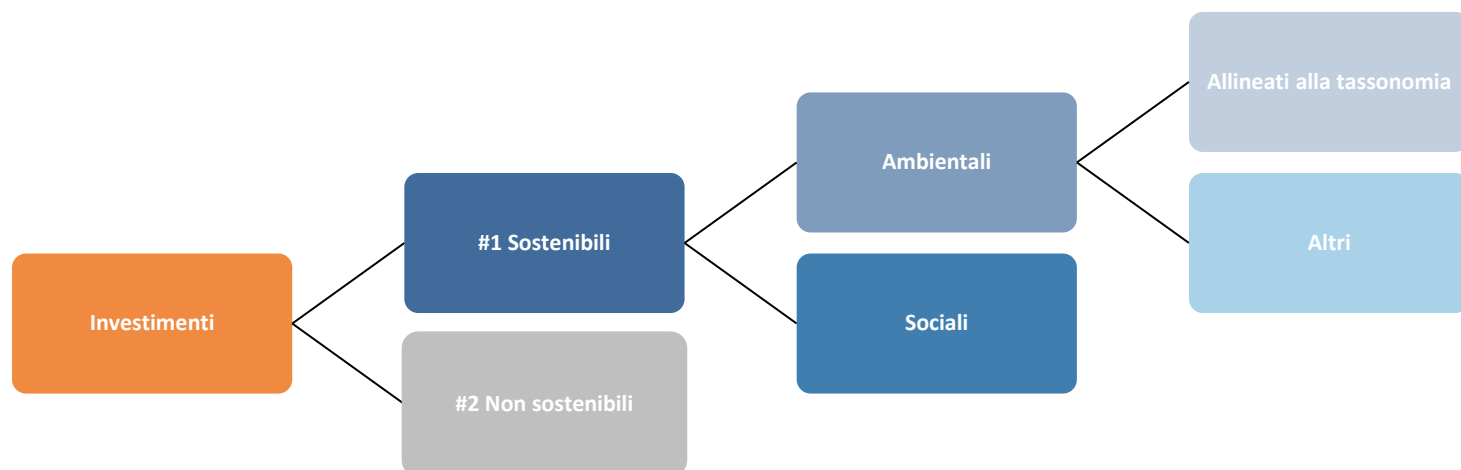 Investimenti
#1 Sostenibili
#2 Non sostenibili
Ambientali
Sociali
Allineati alla tassonomia
Altri